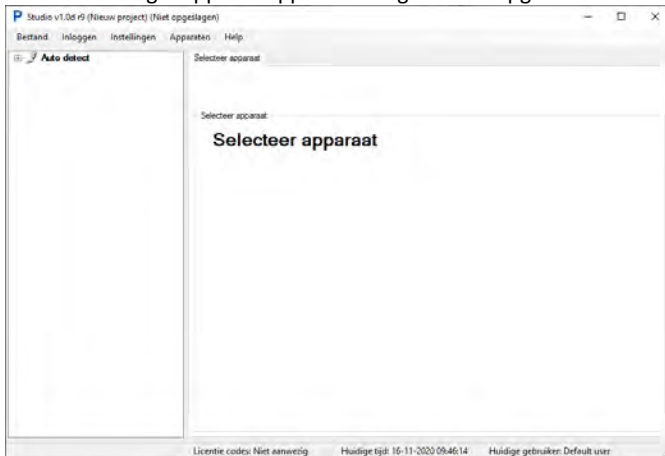 Studio v1.0d r9 (Nieuw project) (Niet opgeslagen)
Bestand Inloggen Instellingen Apparaten Help
Auto detect
Selecteer apparaat
Selecteer apparaat
Selecteer apparaat
Licentie codes: Niet aanwezig Huidige tijd: 16-11-2020 09:46:14 Huidige gebruiker: Default user